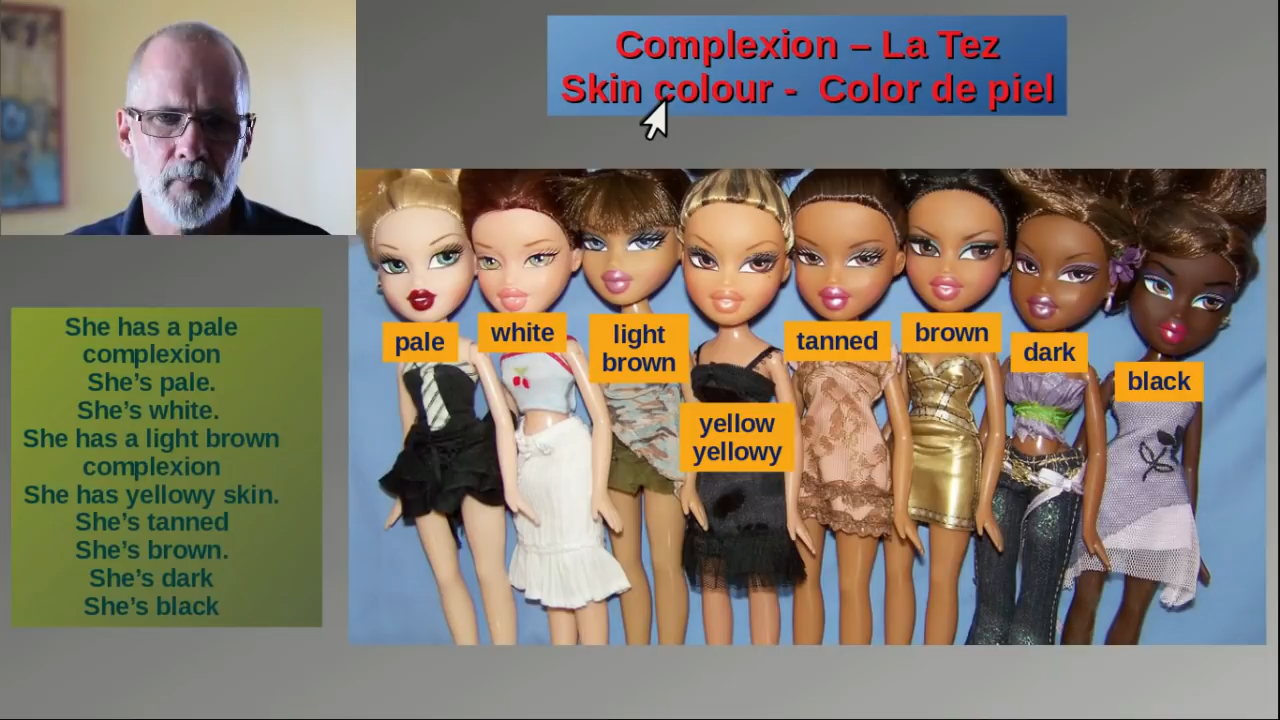 Complexion – La Tez
Skin colour - Color de piel
pale
white
light
brown
yellow
yellowy
tanned
brown
dark
black
She has a pale
complexion
She's pale.
She's white.
She has a light brown
complexion
She has yellowy skin.
She's tanned
She's brown.
She's dark
She's black